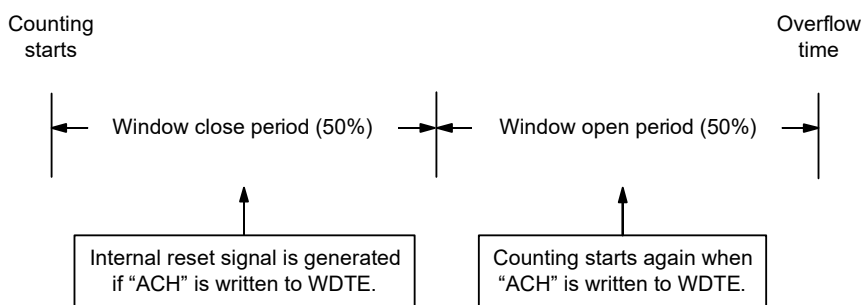 Counting
starts
Overflow
time
Window close period (50%)
Window open period (50%)
Internal reset signal is generated
if “ACH” is written to WDTE.
Counting starts again when
“ACH” is written to WDTE.